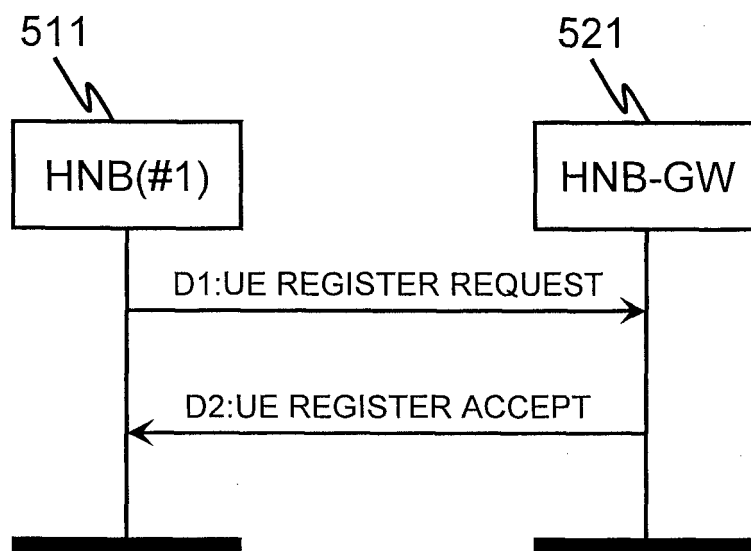 511
521
HNB(#1)
HNB-GW
D1:UE REGISTER REQUEST
D2:UE REGISTER ACCEPT